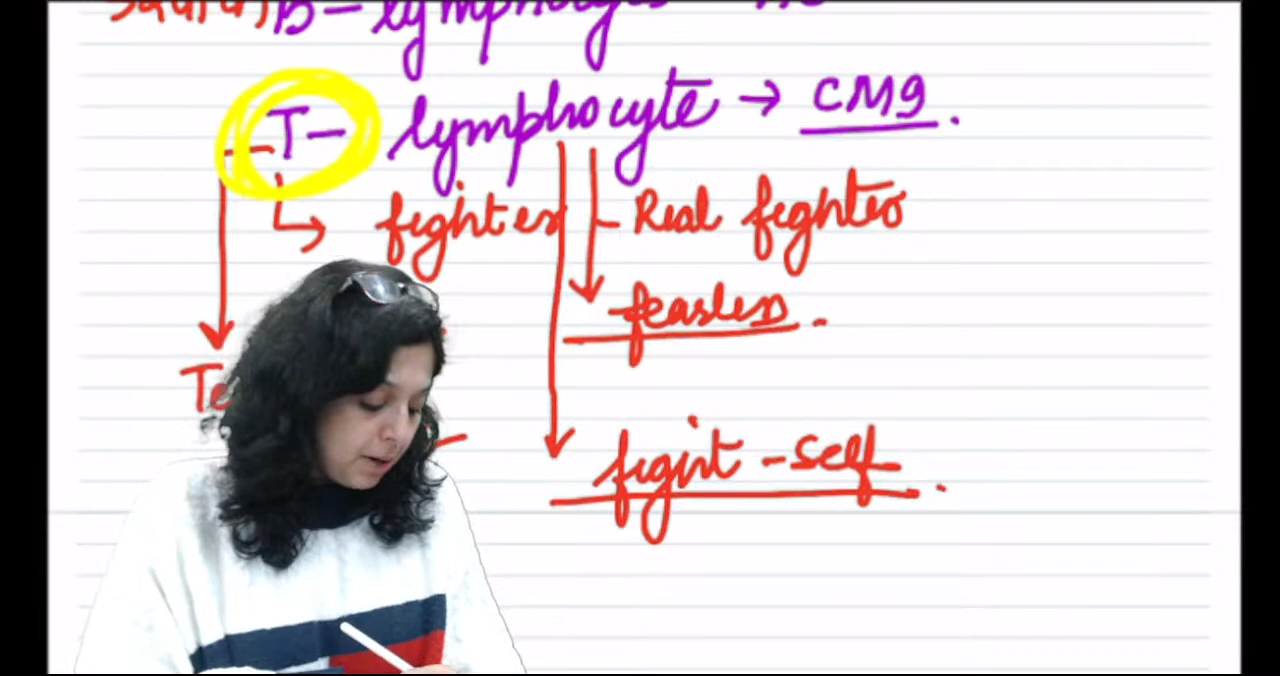 B- lymphocyte
T- lymphocyte → CMI.
↳ fighter - Real fighter
fearless.
Te
fight -self.